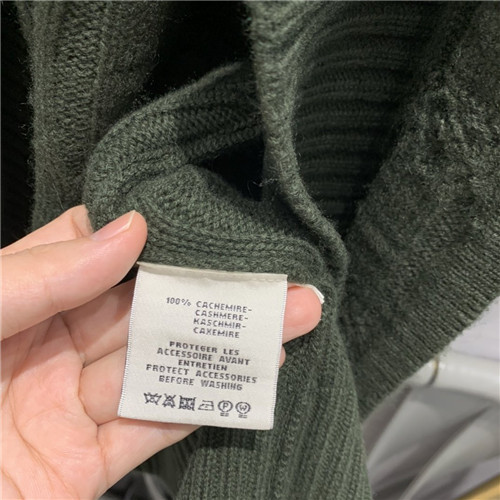 100% CACHEMIRE-
CASHMERE-
KASCHMIR-
CAXEMIRE
PROTEGER LES
ACCESSOIRE AVANT
ENTRETIEN
PROTECT ACCESSORIES
BEFORE WASHING
P W